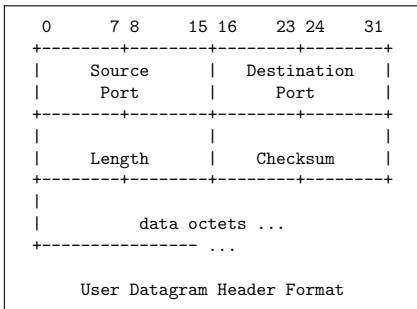 0      7 8     15 16    23 24    31
+--------+--------+--------+--------+
|     Source      |   Destination   |
|      Port       |      Port       |
+--------+--------+--------+--------+
|                 |                 |
|     Length      |    Checksum     |
+--------+--------+--------+--------+
|
|          data octets ...
+---------------- ...
User Datagram Header Format